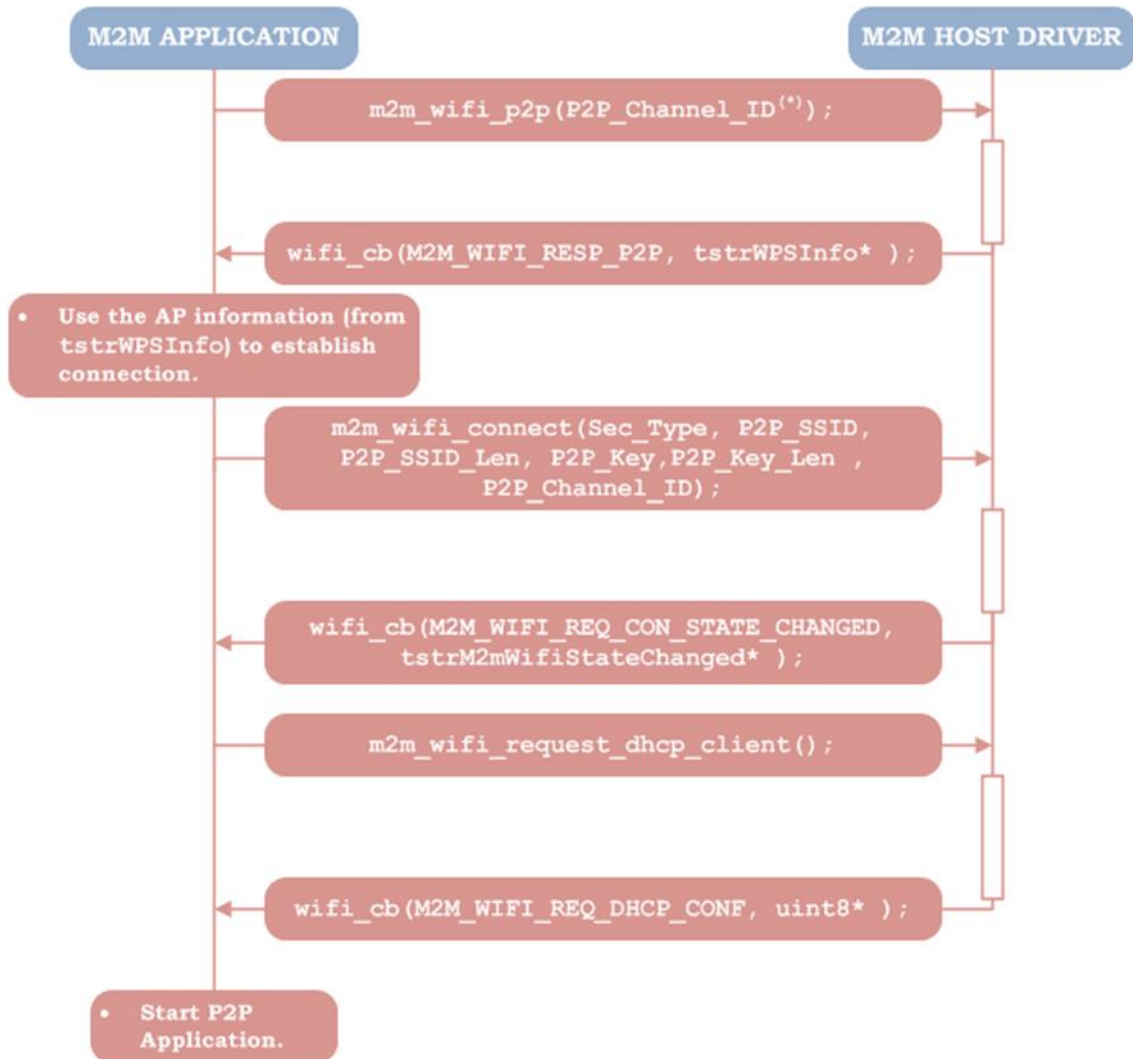 M2M APPLICATION
M2M HOST DRIVER
m2m_wifi_p2p(P2P_Channel_ID(*));
wifi_cb(M2M_WIFI_RESP_P2P, tstrWPSInfo* );
• Use the AP information (from
tstrWPSInfo) to establish
connection.
m2m_wifi_connect(Sec_Type, P2P_SSID,
P2P_SSID_Len, P2P_Key,P2P_Key_Len ,
P2P_Channel_ID);
wifi_cb(M2M_WIFI_REQ_CON_STATE_CHANGED,
tstrM2mWifiStateChanged* );
m2m_wifi_request_dhcp_client();
wifi_cb(M2M_WIFI_REQ_DHCP_CONF, uint8* );
• Start P2P
Application.